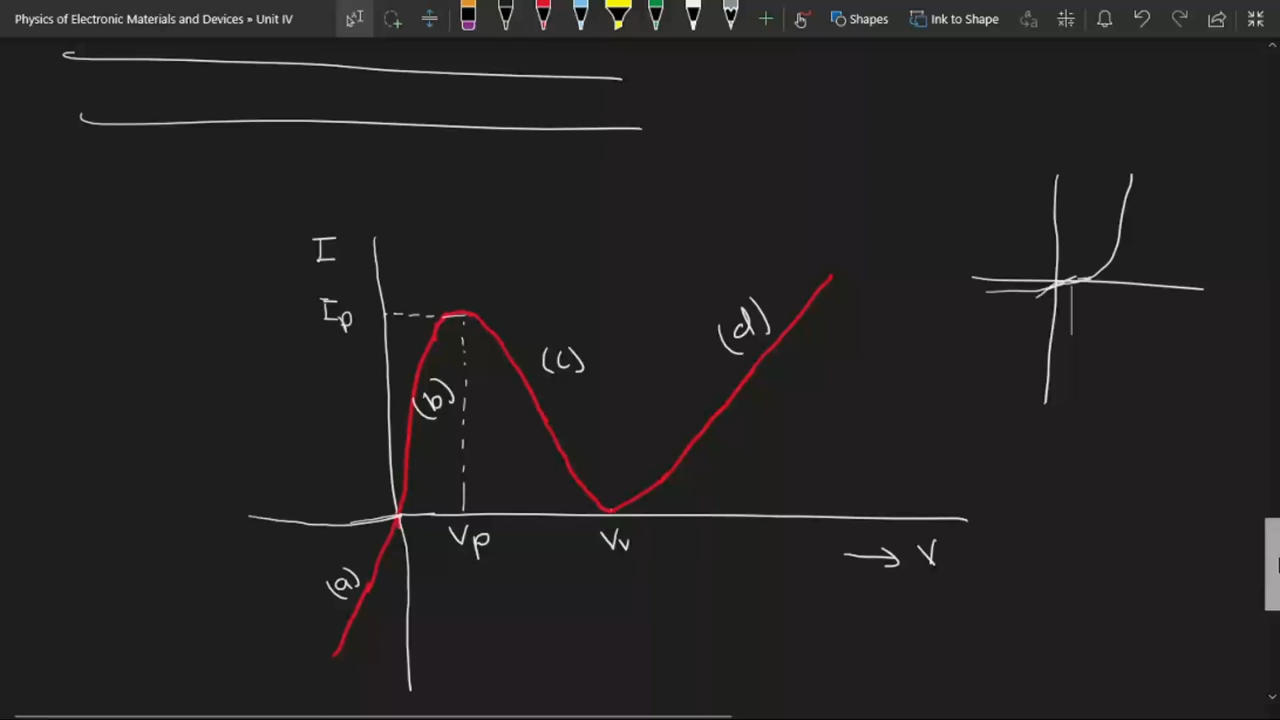 Physics of Electronic Materials and Devices » Unit IV
Shapes
Ink to Shape
I
Ip
(b)
(c)
(d)
(a)
Vp
Vv
→ V